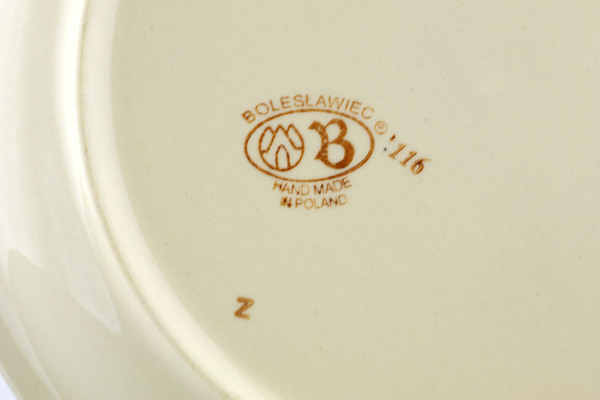 BOLESŁAWIEC ®
B
116
HAND MADE
IN POLAND
Z